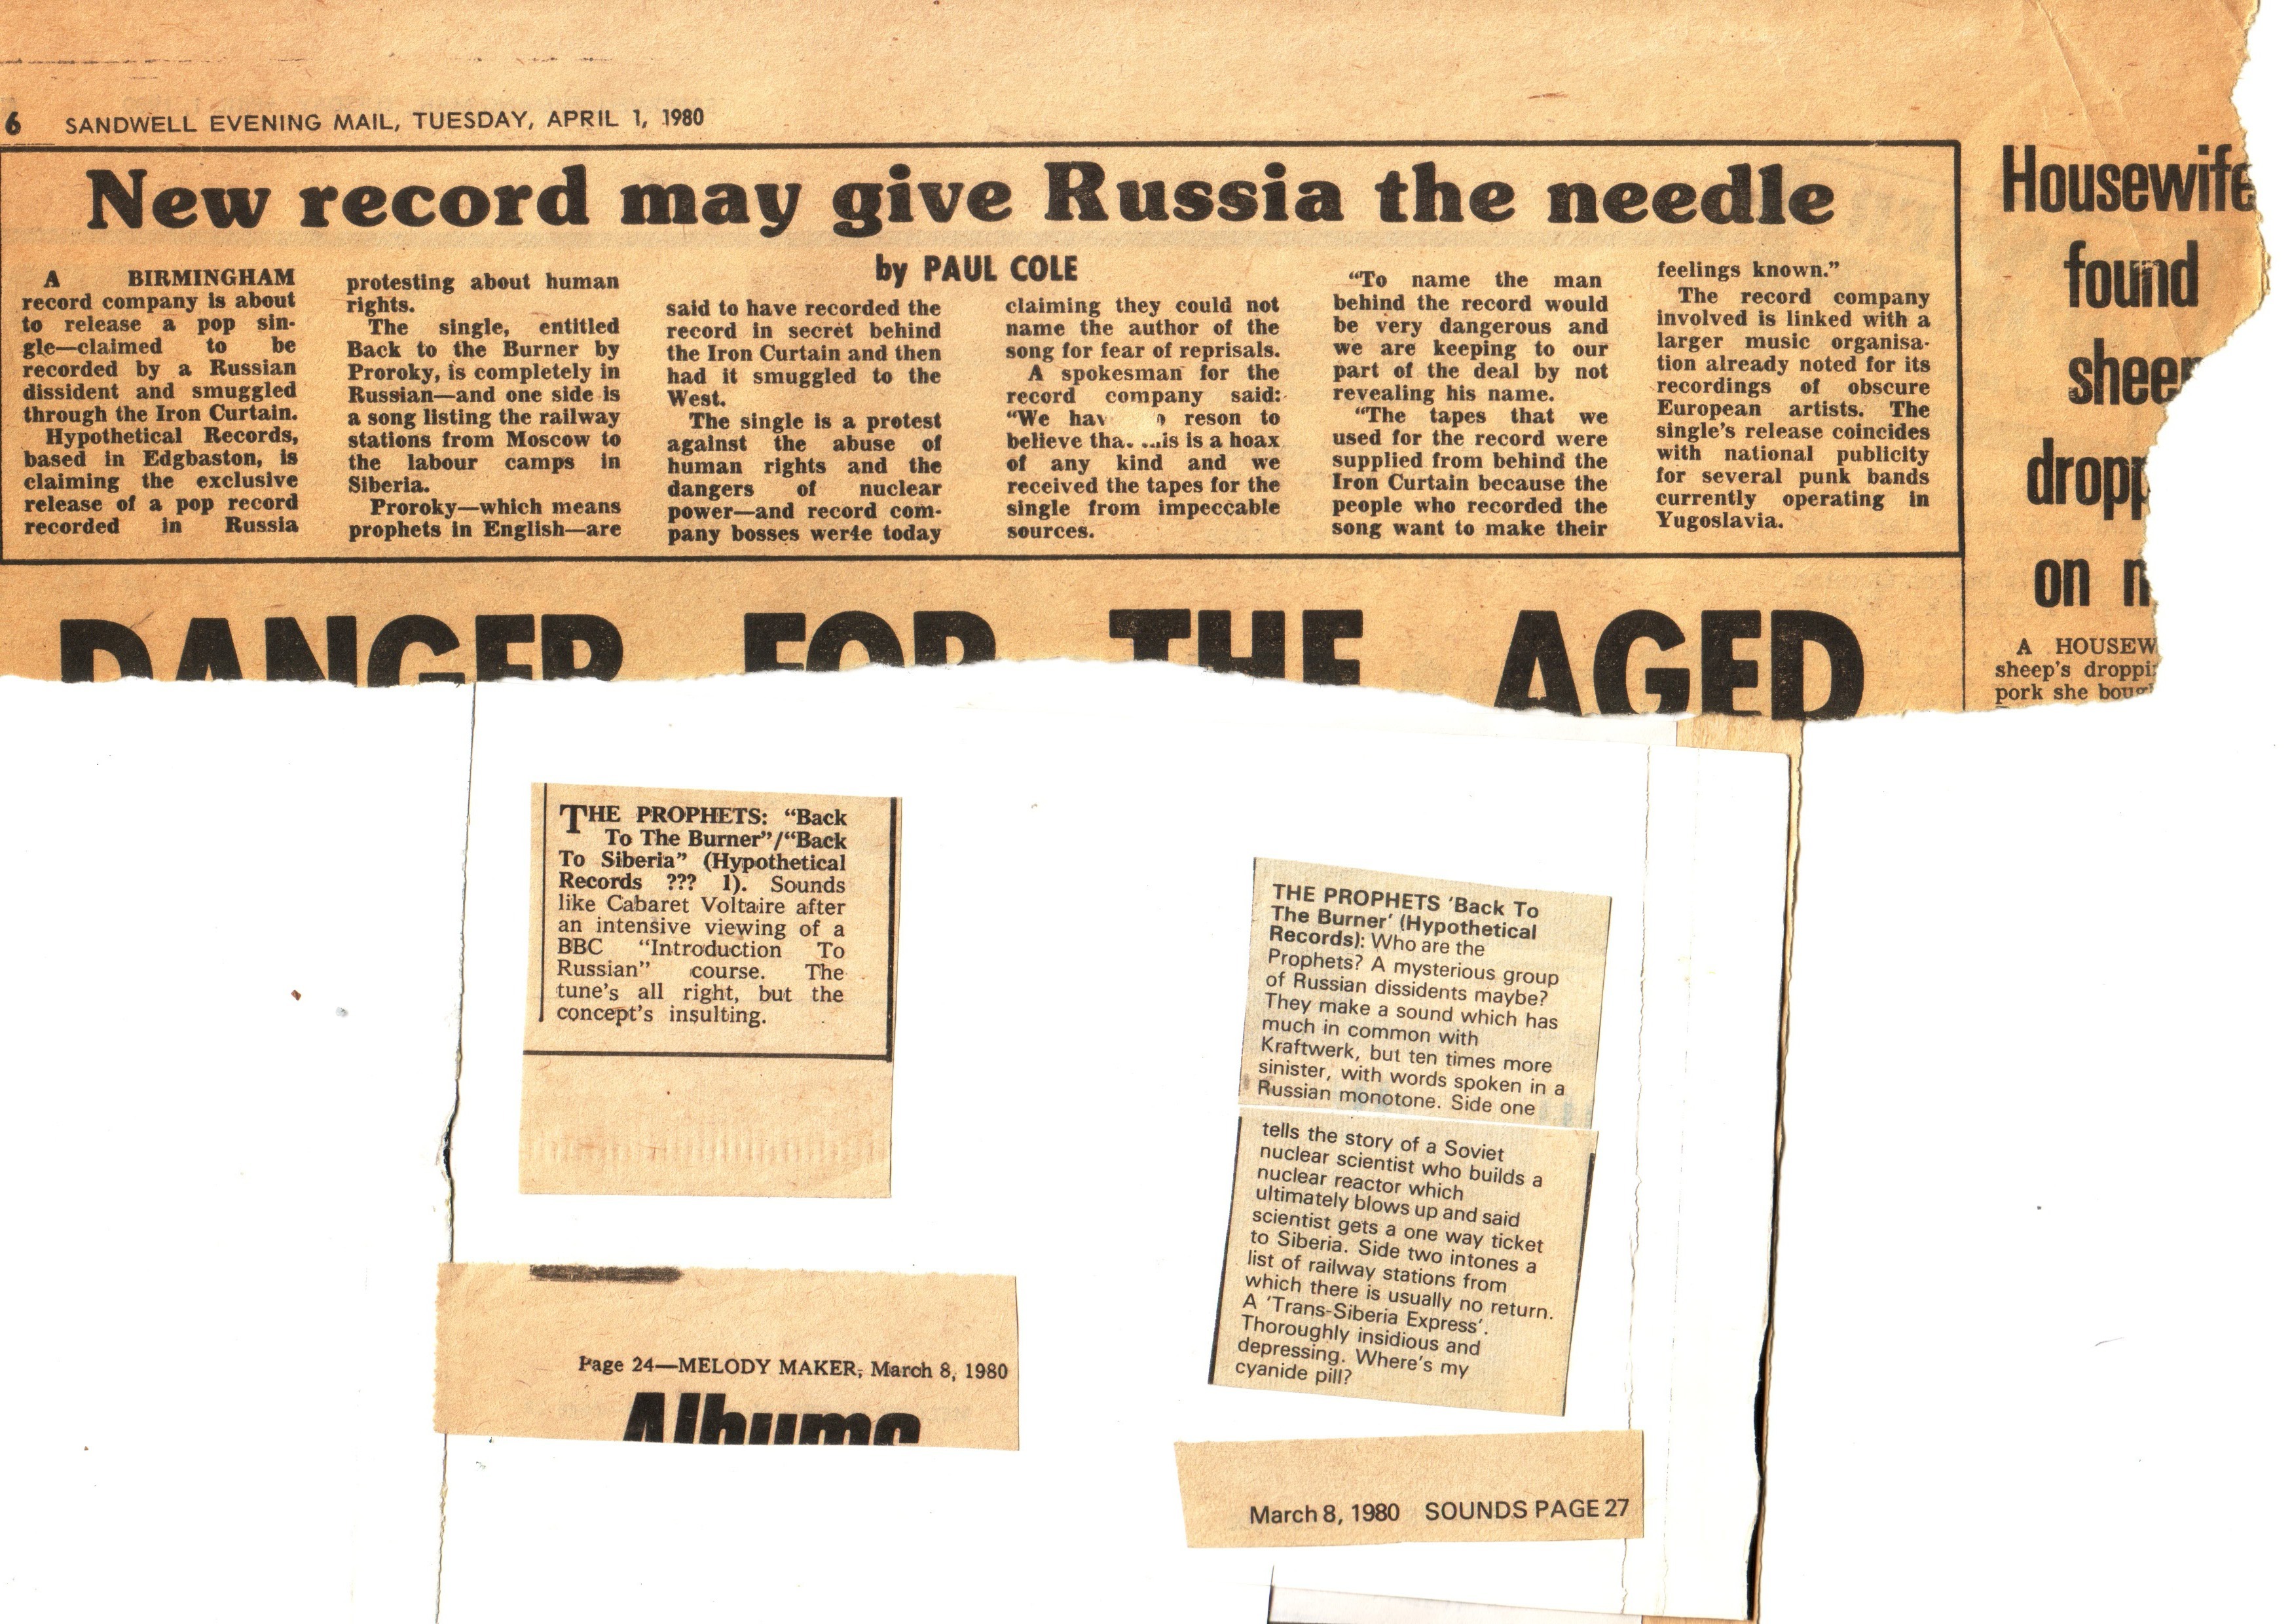 6 SANDWELL EVENING MAIL, TUESDAY, APRIL 1, 1980
New record may give Russia the needle
by PAUL COLE
A BIRMINGHAM
record company is about
to release a pop sin-
gle—claimed to be
recorded by a Russian
dissident and smuggled
through the Iron Curtain.
Hypothetical Records,
based in Edgbaston, is
claiming the exclusive
release of a pop record
recorded in Russia
protesting about human
rights.
The single, entitled
Back to the Burner by
Proroky, is completely in
Russian—and one side is
a song listing the railway
stations from Moscow to
the labour camps in
Siberia.
Proroky—which means
prophets in English—are
said to have recorded the
record in secret behind
the Iron Curtain and then
had it smuggled to the
West.
The single is a protest
against the abuse of
human rights and the
dangers of nuclear
power—and record com-
pany bosses wer4e today
claiming they could not
name the author of the
song for fear of reprisals.
A spokesman for the
record company said:
“We hav reson to
believe tha. is is a hoax
of any kind and we
received the tapes for the
single from impeccable
sources.
“To name the man
behind the record would
be very dangerous and
we are keeping to our
part of the deal by not
revealing his name.
“The tapes that we
used for the record were
supplied from behind the
Iron Curtain because the
people who recorded the
song want to make their
feelings known.”
The record company
involved is linked with a
larger music organisa-
tion already noted for its
recordings of obscure
European artists. The
single's release coincides
with national publicity
for several punk bands
currently operating in
Yugoslavia.
Housewife
found
sheep
dropp
on
A HOUSEW
sheep's droppi
pork she bough
DANGER FOR THE AGED
THE PROPHETS: “Back
To The Burner”/“Back
To Siberia” (Hypothetical
Records ??? 1). Sounds
like Cabaret Voltaire after
an intensive viewing of a
BBC “Introduction To
Russian” course. The
tune's all right, but the
concept's insulting.
Page 24—MELODY MAKER, March 8, 1980
Albums
THE PROPHETS ‘Back To
The Burner’ (Hypothetical
Records): Who are the
Prophets? A mysterious group
of Russian dissidents maybe?
They make a sound which has
much in common with
Kraftwerk, but ten times more
sinister, with words spoken in a
Russian monotone. Side one
tells the story of a Soviet
nuclear scientist who builds a
nuclear reactor which
ultimately blows up and said
scientist gets a one way ticket
to Siberia. Side two intones a
list of railway stations from
which there is usually no return.
A ‘Trans-Siberia Express’.
Thoroughly insidious and
depressing. Where's my
cyanide pill?
March 8, 1980 SOUNDS PAGE 27